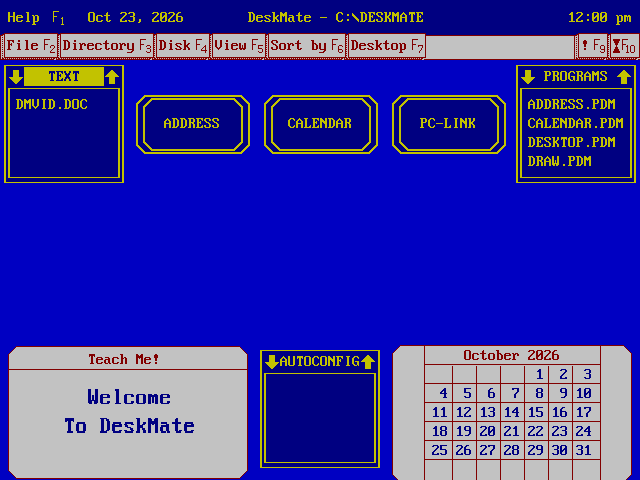 Help F1 Oct 23, 2026 DeskMate - C:\DESKMATE 12:00 pm
File F2 Directory F3 Disk F4 View F5 Sort by F6 Desktop F7 ! F9 F10
TEXT
DMVID.DOC
ADDRESS
CALENDAR
PC-LINK
PROGRAMS
ADDRESS.PDM
CALENDAR.PDM
DESKTOP.PDM
DRAW.PDM
Teach Me!
Welcome
To DeskMate
AUTOCONFIG
October 2026
1 2 3
4 5 6 7 8 9 10
11 12 13 14 15 16 17
18 19 20 21 22 23 24
25 26 27 28 29 30 31